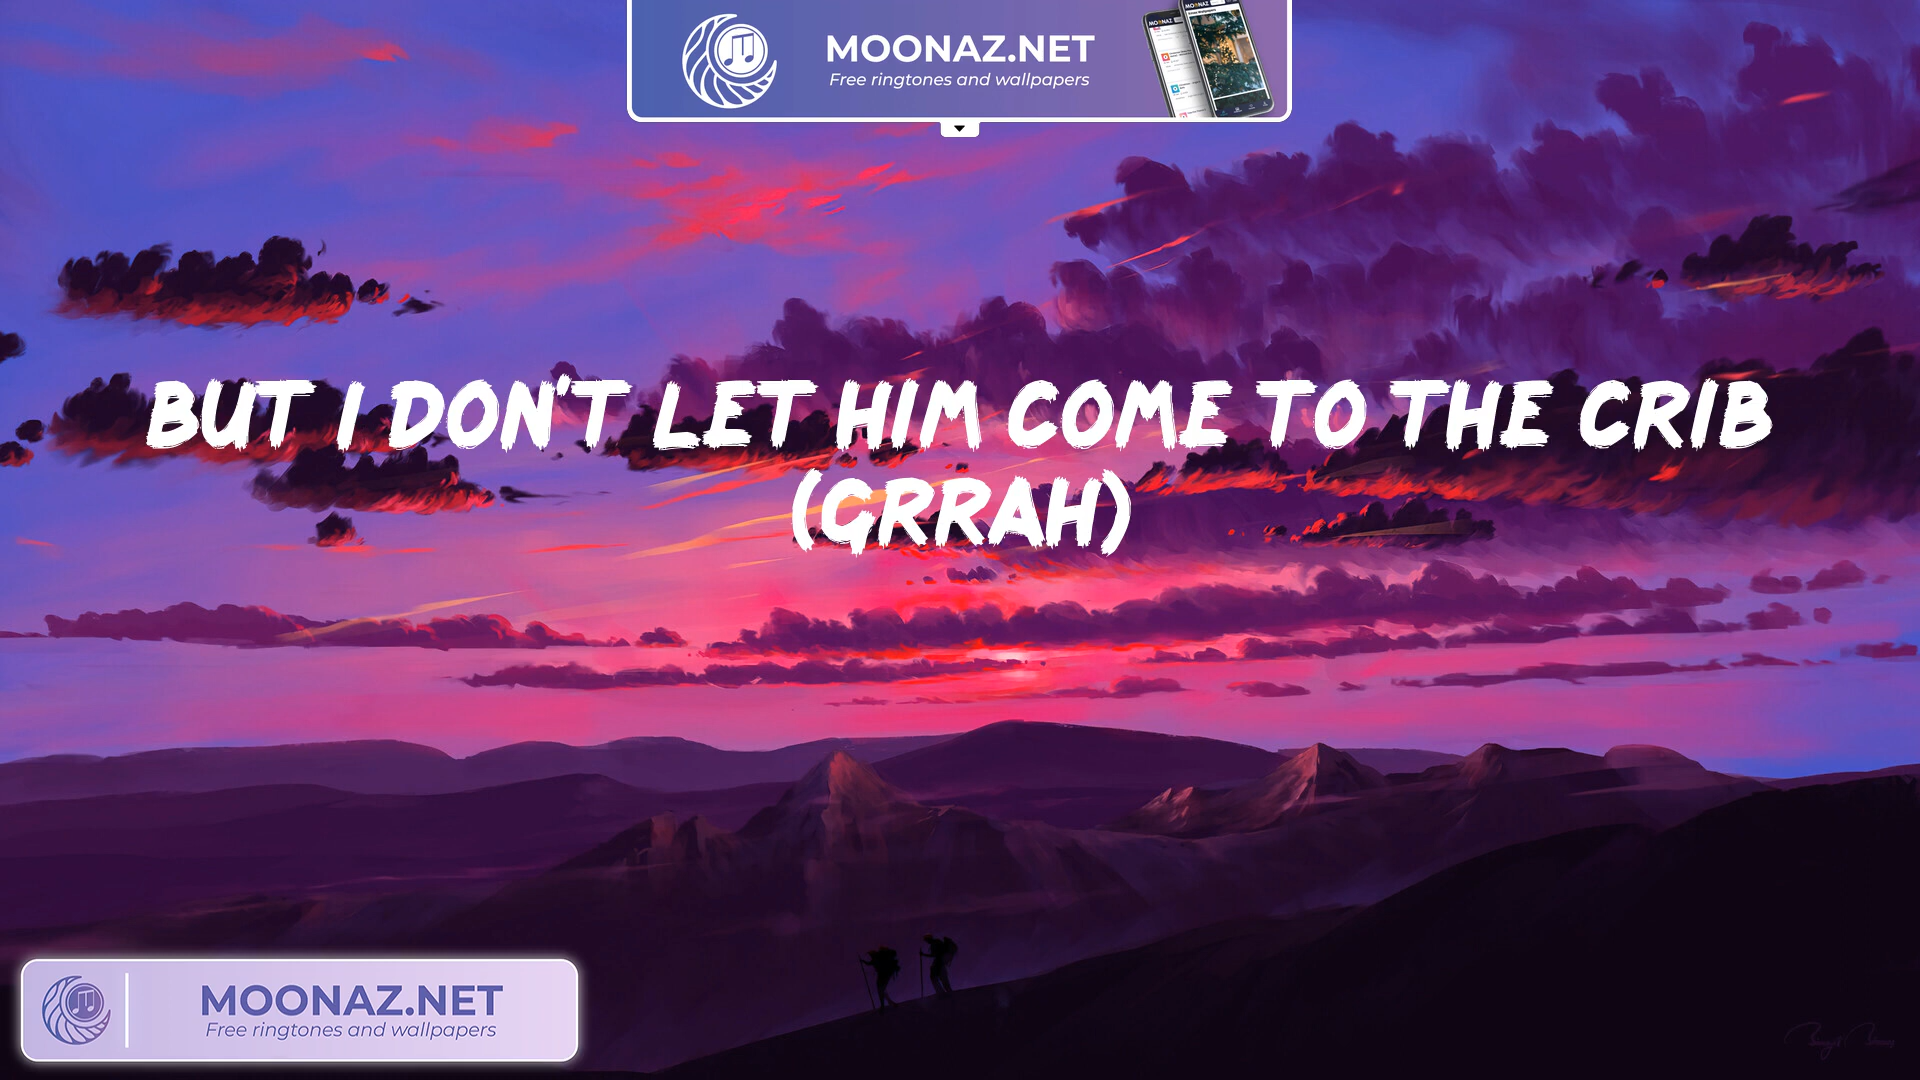 MOONAZ.NET
Free ringtones and wallpapers
BUT I DON'T LET HIM COME TO THE CRIB
(GRRAH)
MOONAZ.NET
Free ringtones and wallpapers